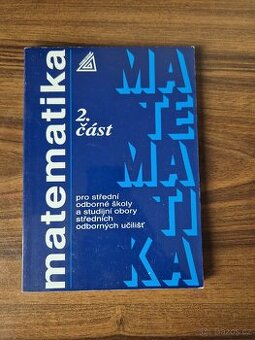 matematika
2.
část
pro střední
odborné školy
a studijní obory
středních
odborných učilišť
MA
TE
MA
TI
KA